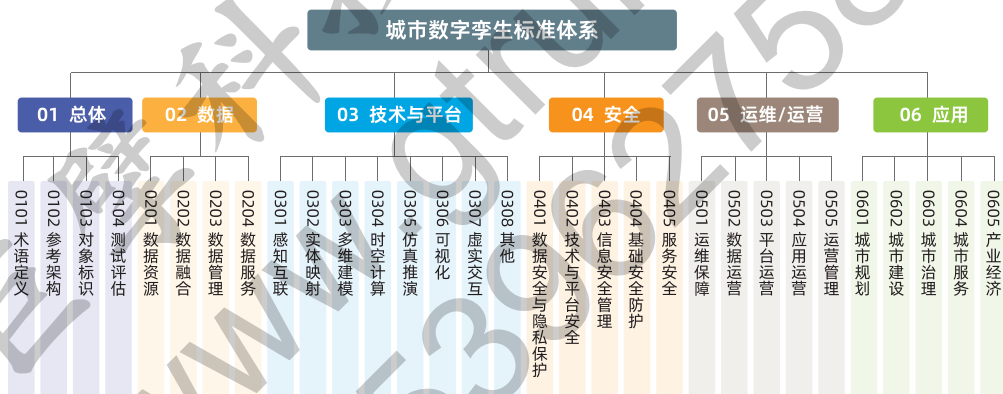 城市数字孪生标准体系
01 总体
02 数据
03 技术与平台
04 安全
05 运维/运营
06 应用
0101 术语定义
0102 参考架构
0103 对象标识
0104 测试评估
0201 数据资源
0202 数据融合
0203 数据管理
0204 数据服务
0301 感知互联
0302 实体映射
0303 多维建模
0304 时空计算
0305 仿真推演
0306 可视化
0307 虚实交互
0308 其他
0401 数据安全与隐私保护
0402 技术与平台安全
0403 信息安全管理
0404 基础安全防护
0405 服务安全
0501 运维保障
0502 数据运营
0503 平台运营
0504 应用运营
0505 运营管理
0601 城市规划
0602 城市建设
0603 城市治理
0604 城市服务
0605 产业经济